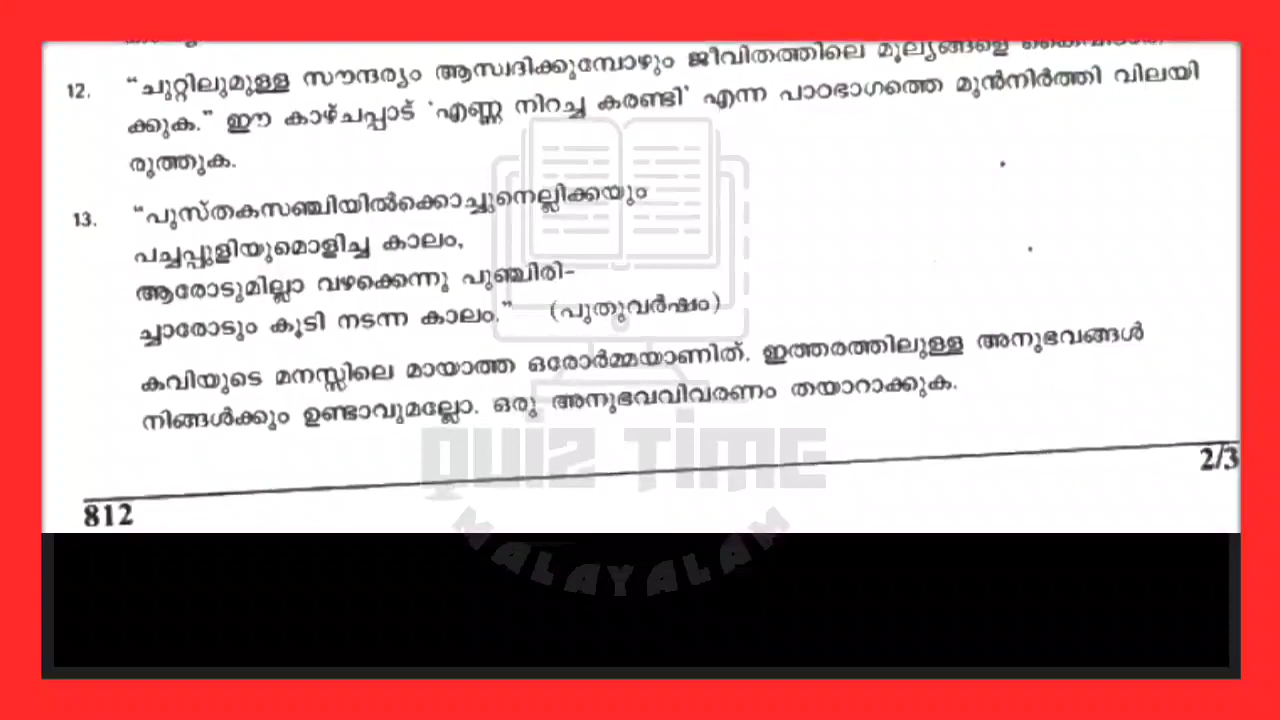 12. “ചുറ്റിലുമുള്ള സൗന്ദര്യം ആസ്വദിക്കുമ്പോഴും ജീവിതത്തിലെ മൂല്യങ്ങളെ
ക്കുക.” ഈ കാഴ്ചപ്പാട് 'എണ്ണ നിറച്ച കരണ്ടി' എന്ന പാഠഭാഗത്തെ മുൻനിർത്തി വിലയി
രുത്തുക.
13. “പുസ്തകസഞ്ചിയിൽക്കൊച്ചുനെല്ലിക്കയും
പച്ചപ്പുളിയുമൊളിച്ച കാലം,
ആരോടുമില്ലാ വഴക്കെന്നു പുഞ്ചിരി-
ച്ചാരോടും കൂടി നടന്ന കാലം.” (പുതുവർഷം)
കവിയുടെ മനസ്സിലെ മായാത്ത ഒരോർമ്മയാണിത്. ഇത്തരത്തിലുള്ള അനുഭവങ്ങൾ
നിങ്ങൾക്കും ഉണ്ടാവുമല്ലോ. ഒരു അനുഭവവിവരണം തയാറാക്കുക.
QUIZ TIME
MALAYALAM
2/3
812